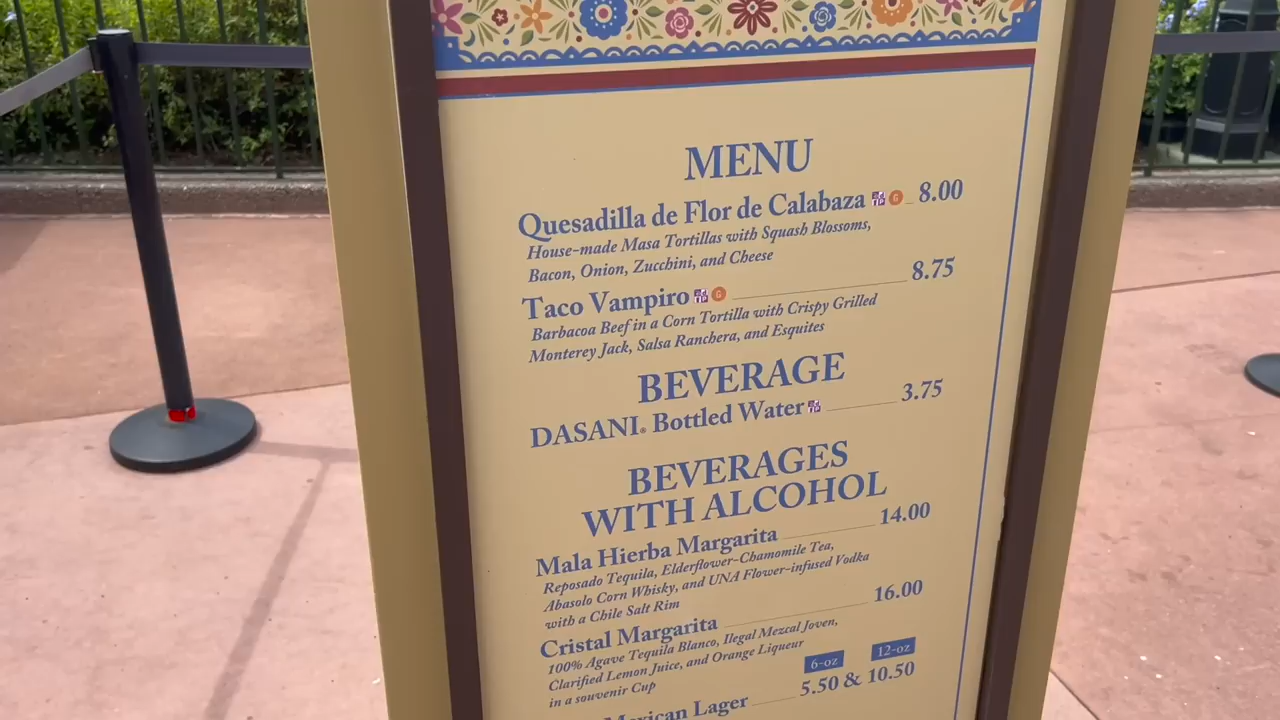 MENU
Quesadilla de Flor de Calabaza G 8.00
House-made Masa Tortillas with Squash Blossoms,
Bacon, Onion, Zucchini, and Cheese
Taco Vampiro G 8.75
Barbacoa Beef in a Corn Tortilla with Crispy Grilled
Monterey Jack, Salsa Ranchera, and Esquites
BEVERAGE
DASANI® Bottled Water 3.75
BEVERAGES
WITH ALCOHOL
Mala Hierba Margarita 14.00
Reposado Tequila, Elderflower-Chamomile Tea,
Abasolo Corn Whisky, and UNA Flower-infused Vodka
with a Chile Salt Rim
Cristal Margarita 16.00
100% Agave Tequila Blanco, Ilegal Mezcal Joven,
Clarified Lemon Juice, and Orange Liqueur
in a souvenir Cup
6-oz 12-oz
Mexican Lager 5.50 & 10.50